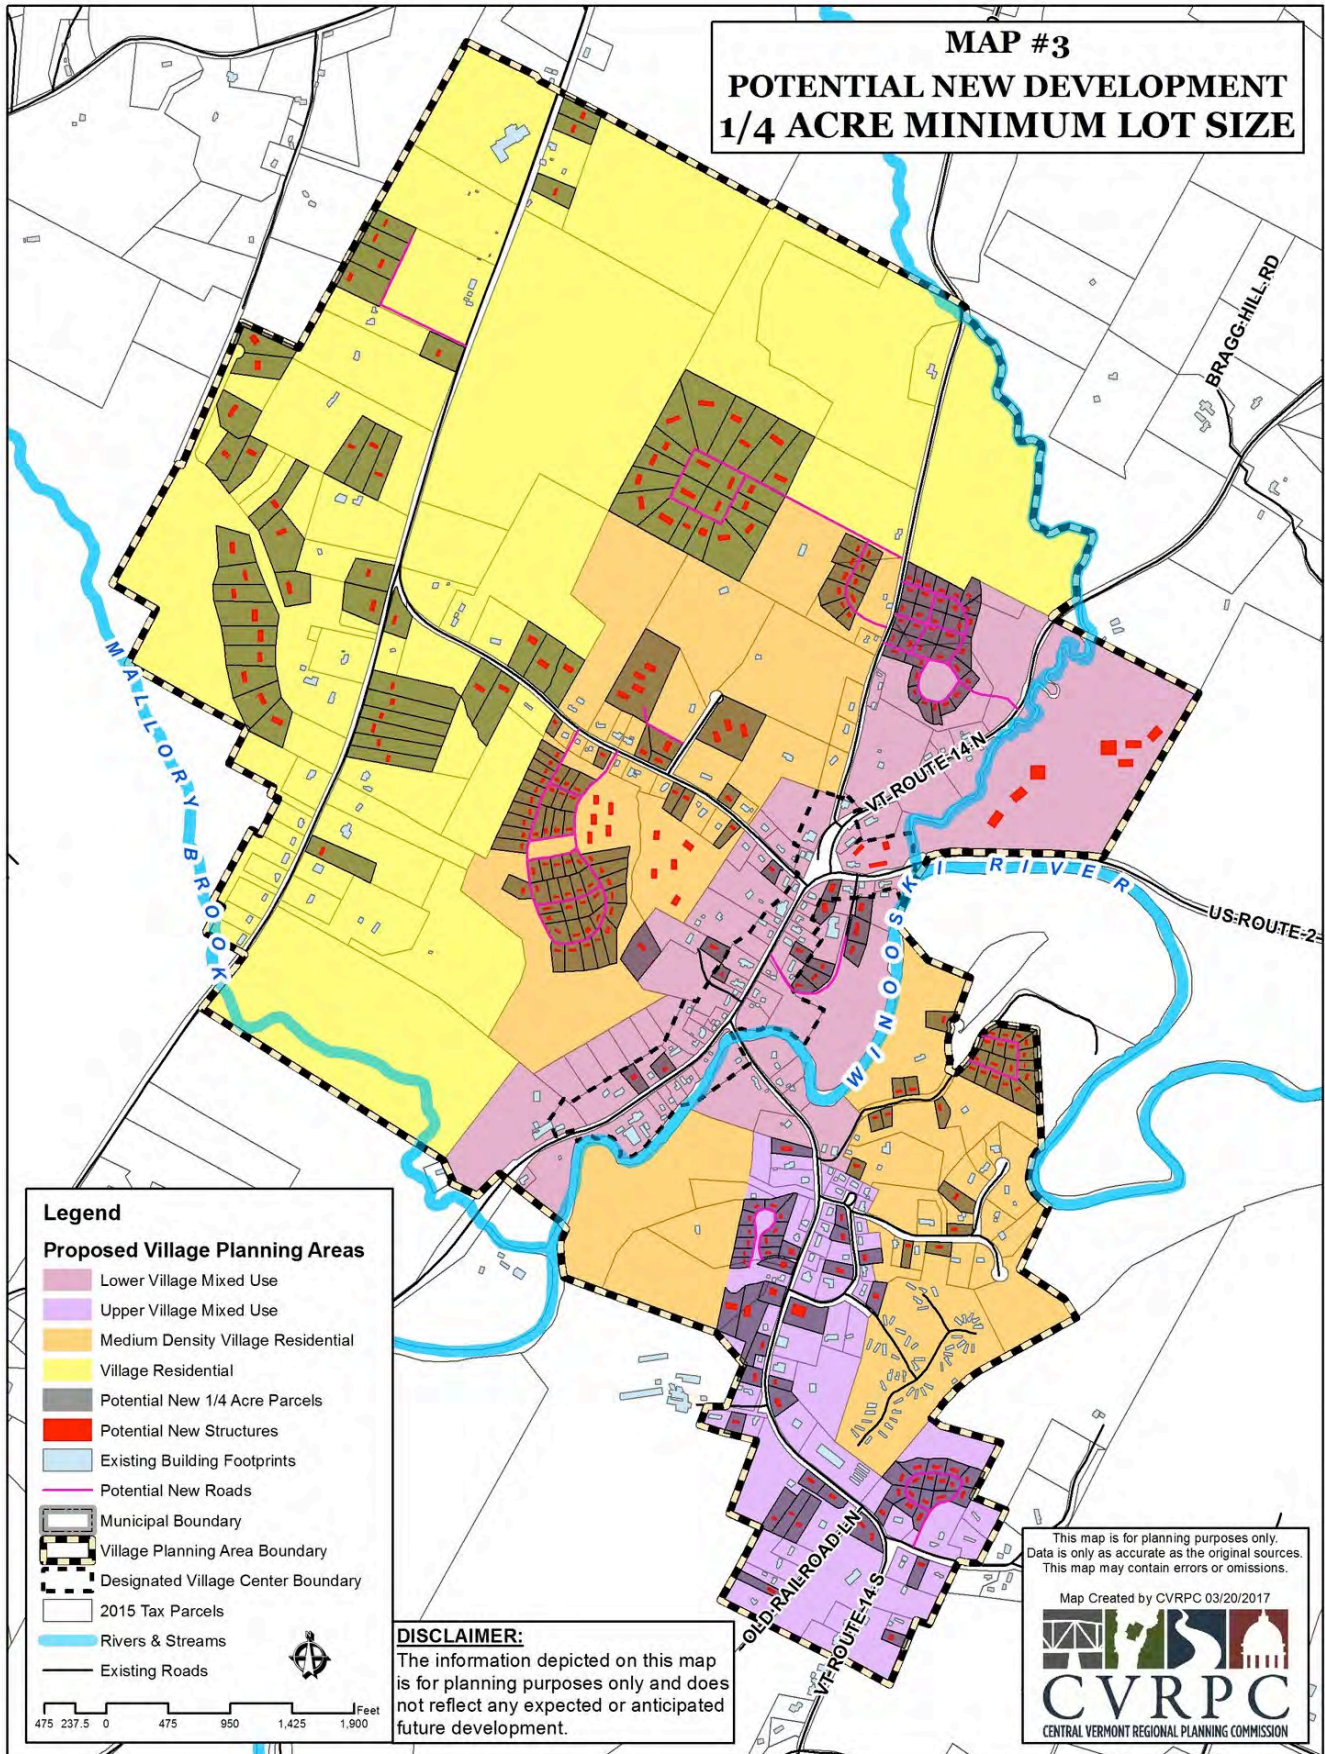 MAP #3
POTENTIAL NEW DEVELOPMENT
1/4 ACRE MINIMUM LOT SIZE
BRAGG HILL RD
MALLORY BROOK
VT ROUTE 14 N
WINOOSKI RIVER
US ROUTE 2
OLD RAILROAD LN
VT ROUTE 14 S
Legend
Proposed Village Planning Areas
Lower Village Mixed Use
Upper Village Mixed Use
Medium Density Village Residential
Village Residential
Potential New 1/4 Acre Parcels
Potential New Structures
Existing Building Footprints
Potential New Roads
Municipal Boundary
Village Planning Area Boundary
Designated Village Center Boundary
2015 Tax Parcels
Rivers & Streams
Existing Roads
475 237.5 0 475 950 1,425 1,900 Feet
DISCLAIMER:
The information depicted on this map
is for planning purposes only and does
not reflect any expected or anticipated
future development.
This map is for planning purposes only.
Data is only as accurate as the original sources.
This map may contain errors or omissions.
Map Created by CVRPC 03/20/2017
CVRPC
CENTRAL VERMONT REGIONAL PLANNING COMMISSION